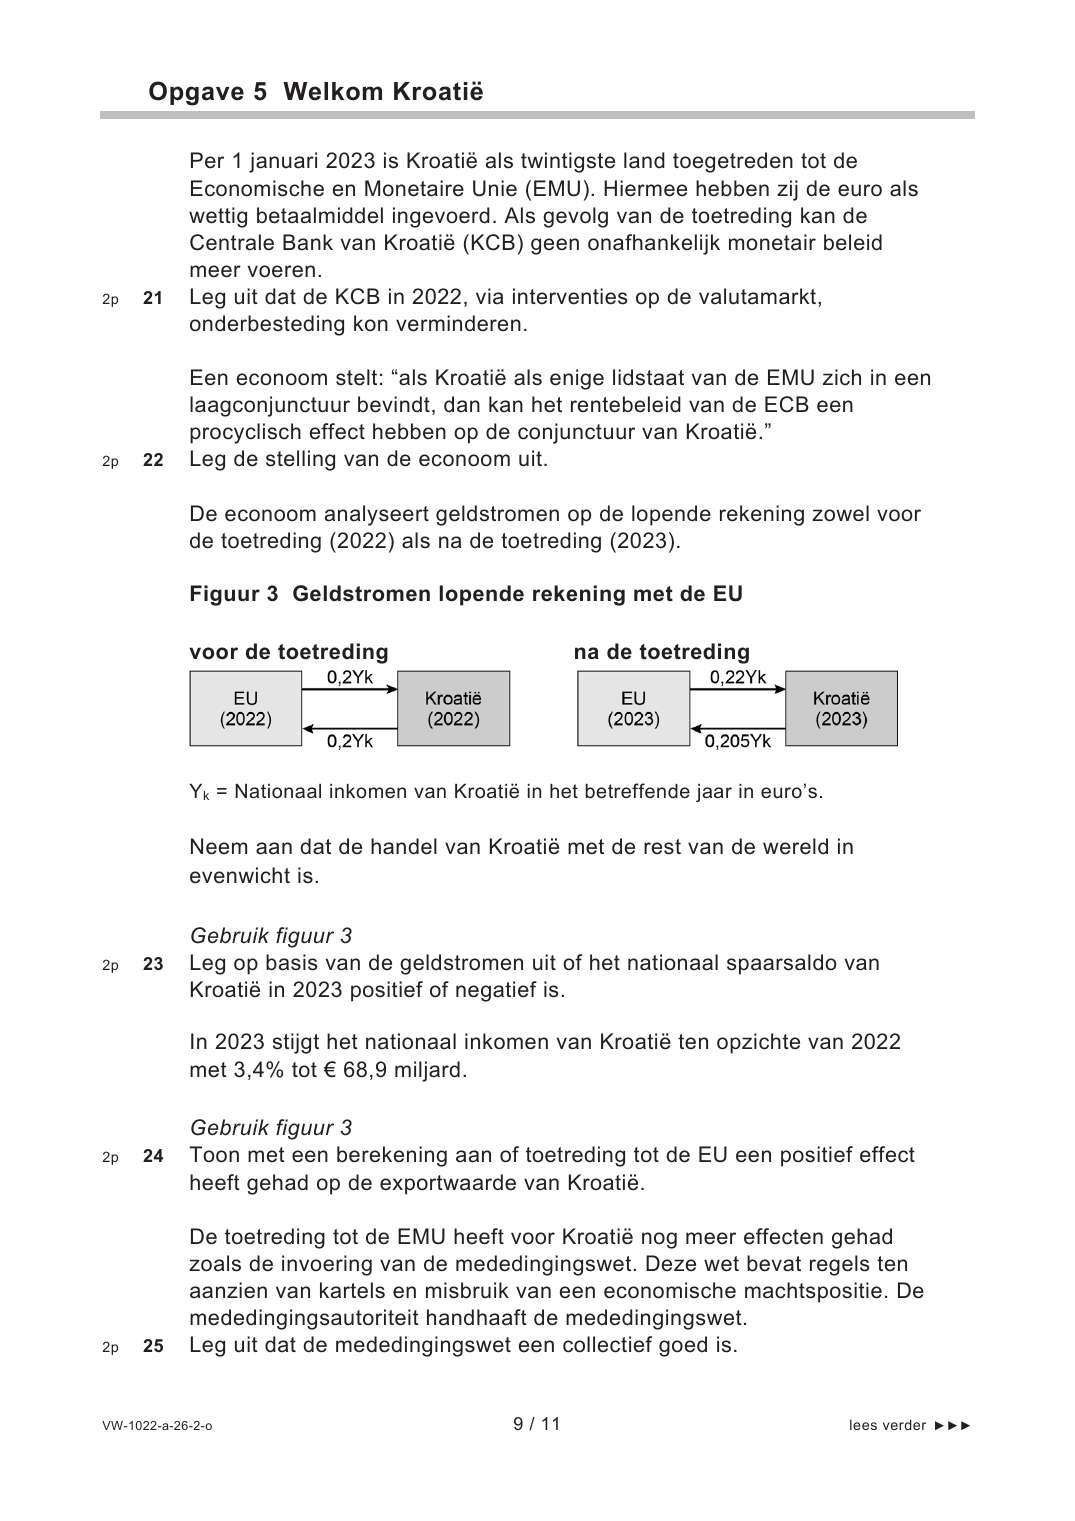 Opgave 5  Welkom Kroatië
Per 1 januari 2023 is Kroatië als twintigste land toegetreden tot de
Economische en Monetaire Unie (EMU). Hiermee hebben zij de euro als
wettig betaalmiddel ingevoerd. Als gevolg van de toetreding kan de
Centrale Bank van Kroatië (KCB) geen onafhankelijk monetair beleid
meer voeren.
2p 21 Leg uit dat de KCB in 2022, via interventies op de valutamarkt,
onderbesteding kon verminderen.
Een econoom stelt: “als Kroatië als enige lidstaat van de EMU zich in een
laagconjunctuur bevindt, dan kan het rentebeleid van de ECB een
procyclisch effect hebben op de conjunctuur van Kroatië.”
2p 22 Leg de stelling van de econoom uit.
De econoom analyseert geldstromen op de lopende rekening zowel voor
de toetreding (2022) als na de toetreding (2023).
Figuur 3  Geldstromen lopende rekening met de EU
voor de toetreding
0,2Yk
EU
(2022)
Kroatië
(2022)
0,2Yk
na de toetreding
0,22Yk
EU
(2023)
Kroatië
(2023)
0,205Yk
Yk = Nationaal inkomen van Kroatië in het betreffende jaar in euro’s.
Neem aan dat de handel van Kroatië met de rest van de wereld in
evenwicht is.
Gebruik figuur 3
2p 23 Leg op basis van de geldstromen uit of het nationaal spaarsaldo van
Kroatië in 2023 positief of negatief is.
In 2023 stijgt het nationaal inkomen van Kroatië ten opzichte van 2022
met 3,4% tot € 68,9 miljard.
Gebruik figuur 3
2p 24 Toon met een berekening aan of toetreding tot de EU een positief effect
heeft gehad op de exportwaarde van Kroatië.
De toetreding tot de EMU heeft voor Kroatië nog meer effecten gehad
zoals de invoering van de mededingingswet. Deze wet bevat regels ten
aanzien van kartels en misbruik van een economische machtspositie. De
mededingingsautoriteit handhaaft de mededingingswet.
2p 25 Leg uit dat de mededingingswet een collectief goed is.
VW-1022-a-26-2-o 9 / 11 lees verder ►►►